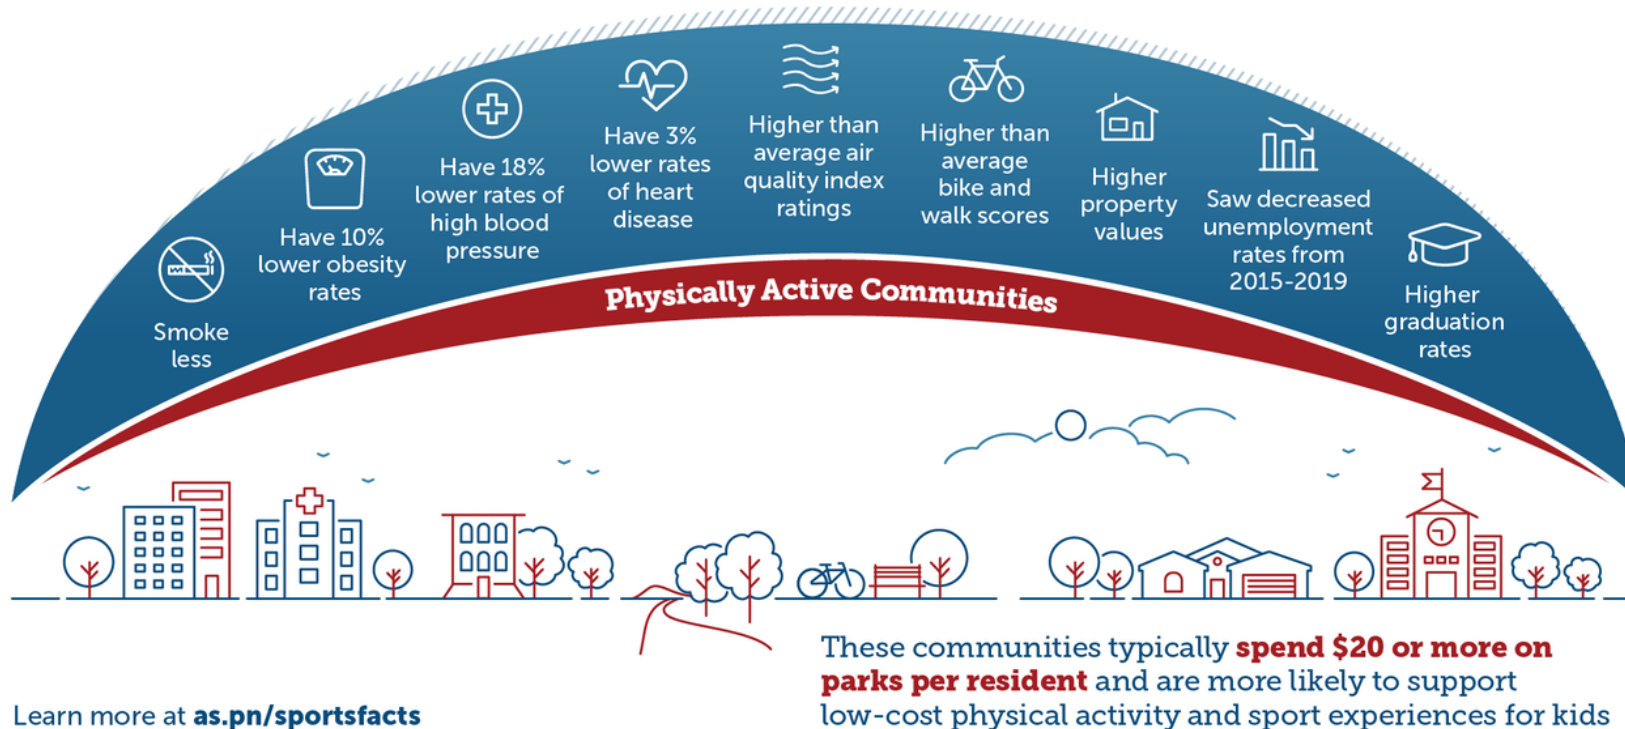 Smoke
less
Have 10%
lower obesity
rates
Have 18%
lower rates of
high blood
pressure
Have 3%
lower rates
of heart
disease
Higher than
average air
quality index
ratings
Higher than
average
bike and
walk scores
Higher
property
values
Saw decreased
unemployment
rates from
2015-2019
Higher
graduation
rates
Physically Active Communities
These communities typically spend $20 or more on
parks per resident and are more likely to support
low-cost physical activity and sport experiences for kids
Learn more at as.pn/sportsfacts